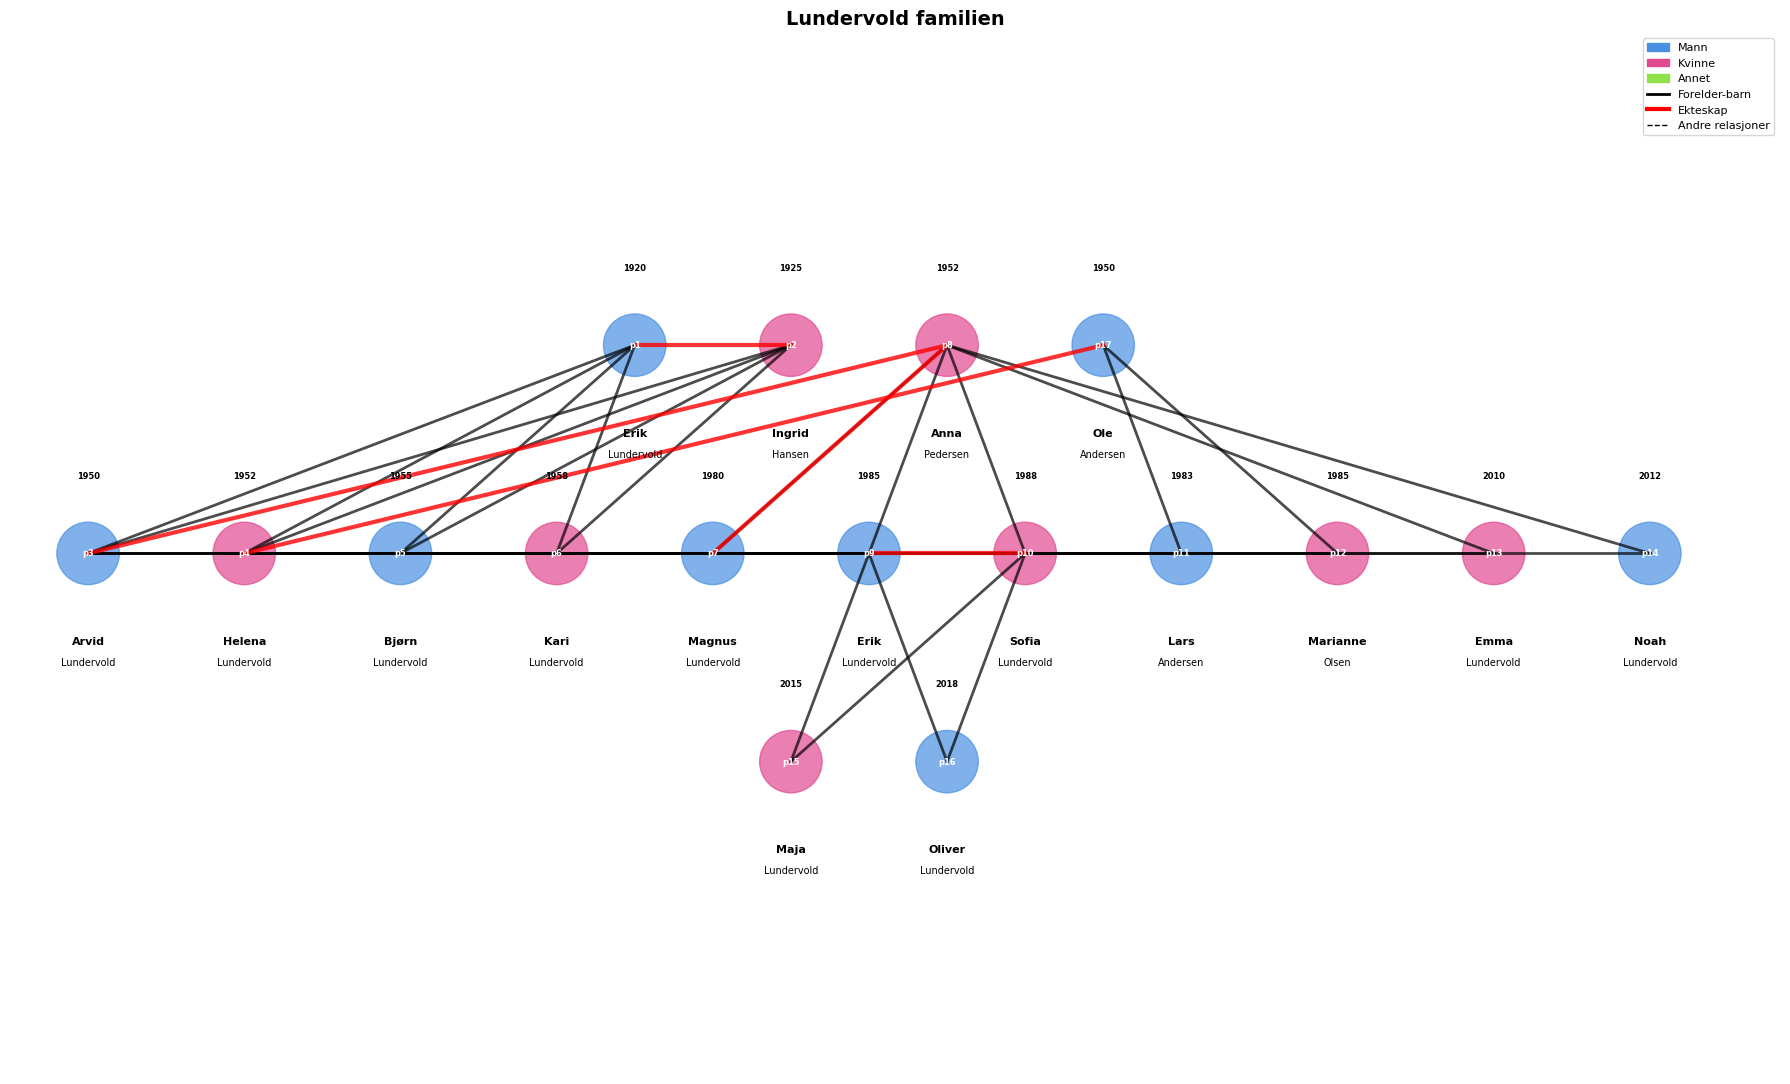 Lundervold familien
Mann
Kvinne
Annet
Forelder-barn
Ekteskap
Andre relasjoner
1920 1925 1952 1950
p1 p2 p8 p17
Erik Ingrid Anna Ole
Lundervold Hansen Pedersen Andersen
1950 1952 1955 1958 1980 1985 1988 1983 1985 2010 2012
p3 p4 p5 p6 p7 p9 p10 p11 p12 p13 p14
Arvid Helena Bjørn Kari Magnus Erik Sofia Lars Marianne Emma Noah
Lundervold Lundervold Lundervold Lundervold Lundervold Lundervold Lundervold Andersen Olsen Lundervold Lundervold
2015 2018
p15 p16
Maja Oliver
Lundervold Lundervold